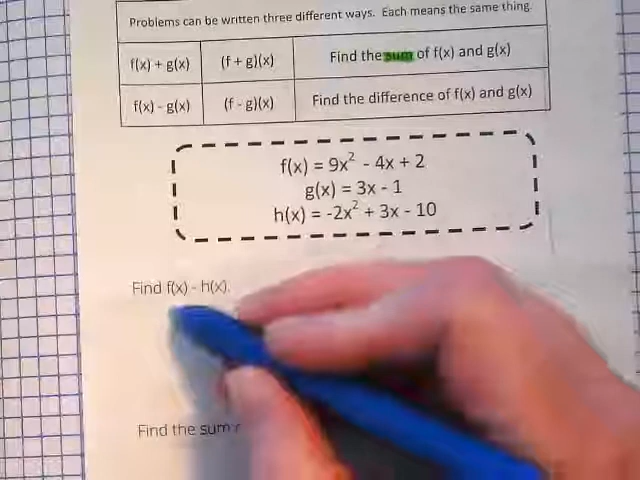 Problems can be written three different ways. Each means the same thing.
f(x) + g(x) (f + g)(x) Find the sum of f(x) and g(x)
f(x) - g(x) (f - g)(x) Find the difference of f(x) and g(x)
f(x) = 9x² - 4x + 2
g(x) = 3x - 1
h(x) = -2x² + 3x - 10
Find f(x) - h(x).
Find the sum